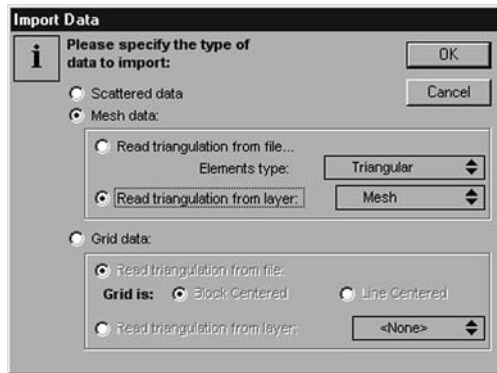 Import Data
i
Please specify the type of
data to import:
OK
Cancel
Scattered data
Mesh data:
Read triangulation from file...
Elements type: Triangular
Read triangulation from layer: Mesh
Grid data:
Read triangulation from file:
Grid is: Block Centered Line Centered
Read triangulation from layer: <None>